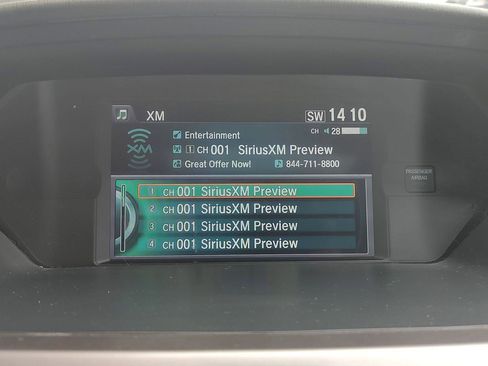 XM SW 14 10
Entertainment CH 28
XM 1 CH 001 SiriusXM Preview
Great Offer Now! 844-711-8800
1 CH 001 SiriusXM Preview
2 CH 001 SiriusXM Preview
3 CH 001 SiriusXM Preview
4 CH 001 SiriusXM Preview
PASSENGER
AIRBAG